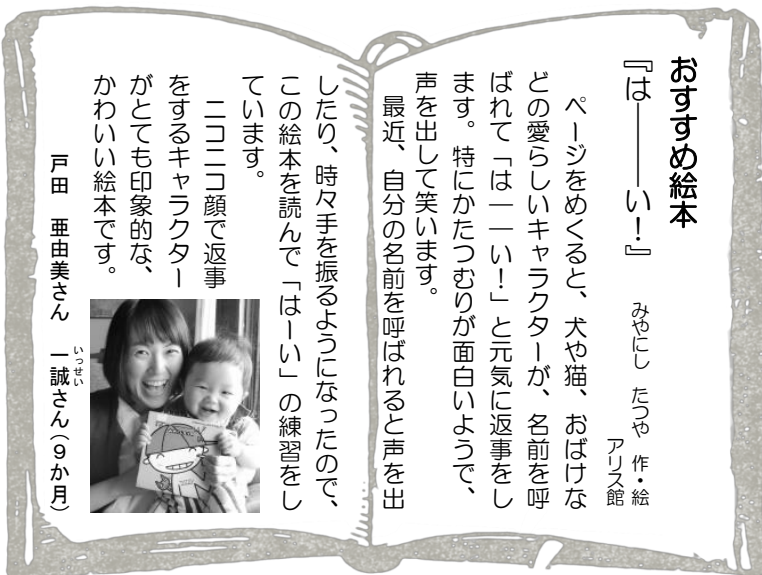 おすすめ絵本
『は――い！』
みやにし　たつや　作・絵
アリス館
ページをめくると、犬や猫、おばけな
どの愛らしいキャラクターが、名前を呼
ばれて「は――い！」と元気に返事をし
ます。特にかたつむりが面白いようで、
声を出して笑います。
最近、自分の名前を呼ばれると声を出
したり、時々手を振るようになったので、
この絵本を読んで「はーい」の練習をし
ています。
ニコニコ顔で返事
をするキャラクター
がとても印象的な、
かわいい絵本です。
戸田　亜由美さん　一誠さん（９か月）
いっせい